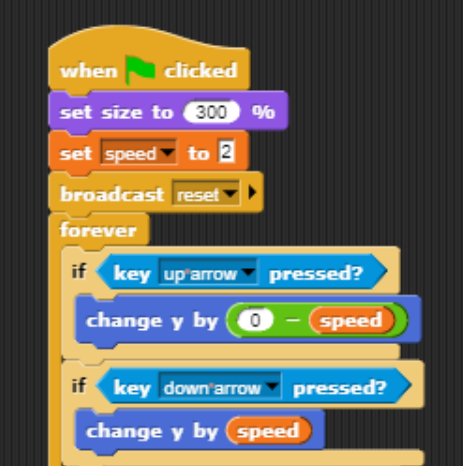 when clicked
set size to 300 %
set speed to 2
broadcast reset
forever
if key up arrow pressed?
change y by 0 - speed
if key down arrow pressed?
change y by speed